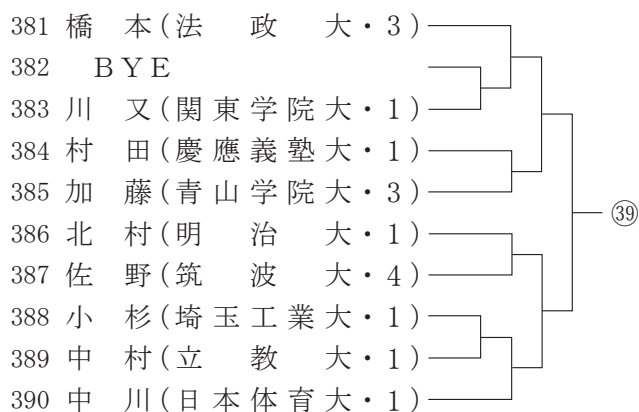 381 橋 本(法 政 大・3)
382 BYE
383 川 又(関東学院大・1)
384 村 田(慶應義塾大・1)
385 加 藤(青山学院大・3)
386 北 村(明 治 大・1)
387 佐 野(筑 波 大・4)
388 小 杉(埼玉工業大・1)
389 中 村(立 教 大・1)
390 中 川(日本体育大・1)
㊴